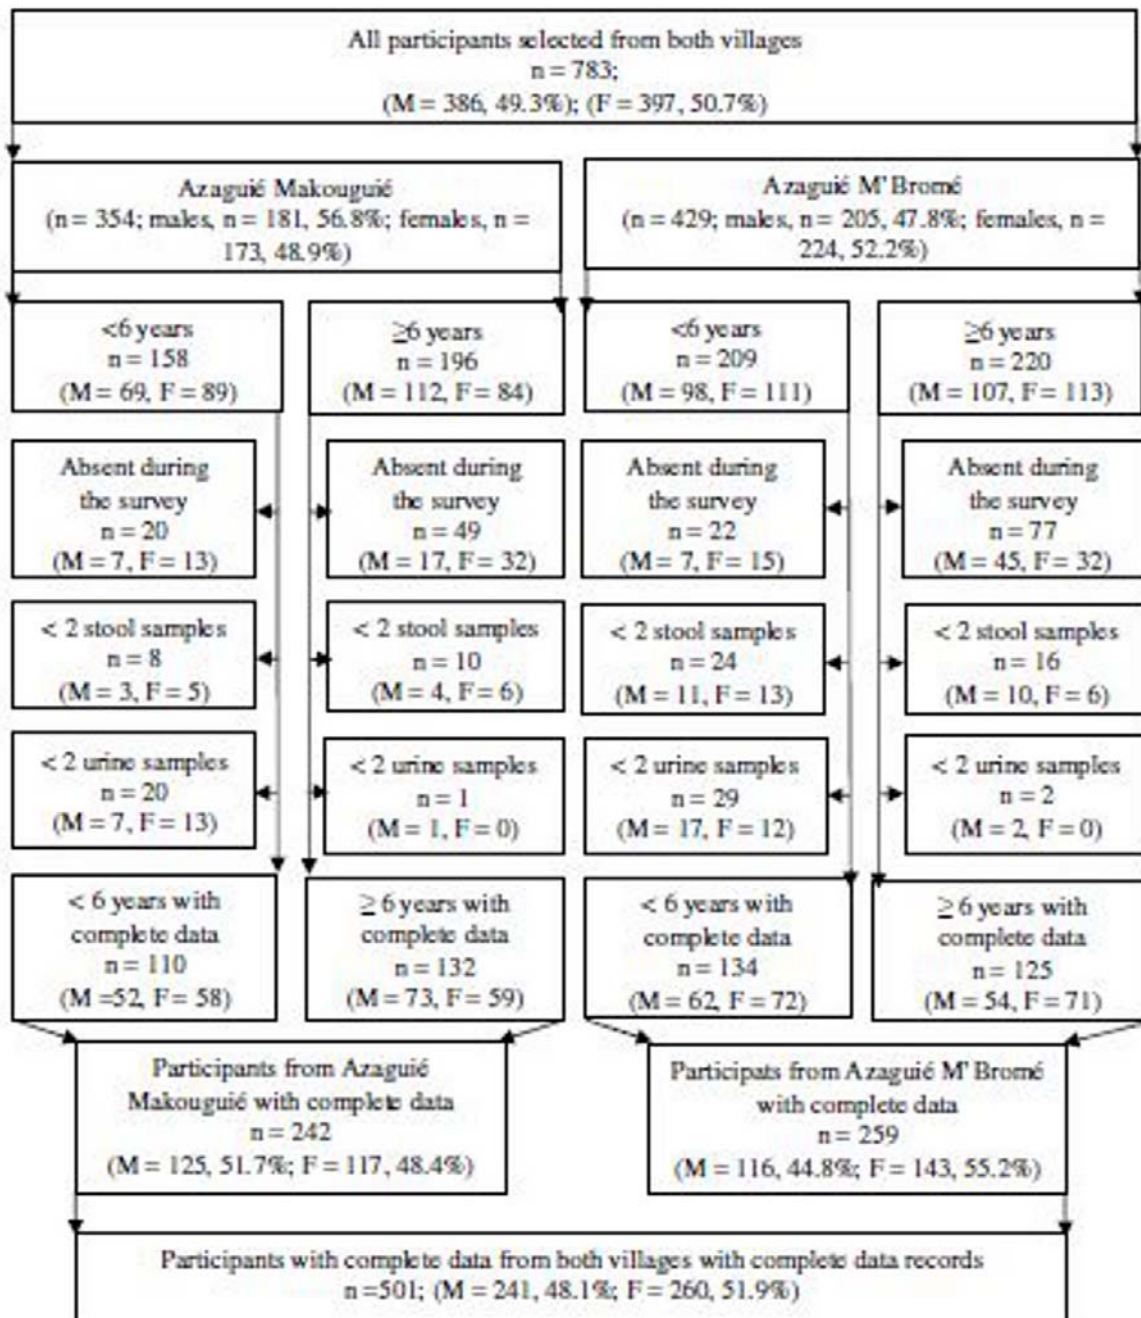 All participants selected from both villages
n = 783;
(M = 386, 49.3%); (F = 397, 50.7%)
Azaguié Makouguié
(n = 354; males, n = 181, 56.8%; females, n =
173, 48.9%)
Azaguié M' Bromé
(n = 429; males, n = 205, 47.8%; females, n =
224, 52.2%)
<6 years
n = 158
(M = 69, F = 89)
≥6 years
n = 196
(M = 112, F = 84)
<6 years
n = 209
(M = 98, F = 111)
≥6 years
n = 220
(M = 107, F = 113)
Absent during
the survey
n = 20
(M = 7, F = 13)
Absent during
the survey
n = 49
(M = 17, F = 32)
Absent during
the survey
n = 22
(M = 7, F = 15)
Absent during
the survey
n = 77
(M = 45, F = 32)
< 2 stool samples
n = 8
(M = 3, F = 5)
< 2 stool samples
n = 10
(M = 4, F = 6)
< 2 stool samples
n = 24
(M = 11, F = 13)
< 2 stool samples
n = 16
(M = 10, F = 6)
< 2 urine samples
n = 20
(M = 7, F = 13)
< 2 urine samples
n = 1
(M = 1, F = 0)
< 2 urine samples
n = 29
(M = 17, F = 12)
< 2 urine samples
n = 2
(M = 2, F = 0)
< 6 years with
complete data
n = 110
(M =52, F = 58)
≥ 6 years with
complete data
n = 132
(M = 73, F = 59)
< 6 years with
complete data
n = 134
(M = 62, F = 72)
≥ 6 years with
complete data
n = 125
(M = 54, F = 71)
Participants from Azaguié
Makouguié with complete data
n = 242
(M = 125, 51.7%; F = 117, 48.4%)
Participats from Azaguié M' Bromé
with complete data
n = 259
(M = 116, 44.8%; F = 143, 55.2%)
Participants with complete data from both villages with complete data records
n =501; (M = 241, 48.1%; F = 260, 51.9%)